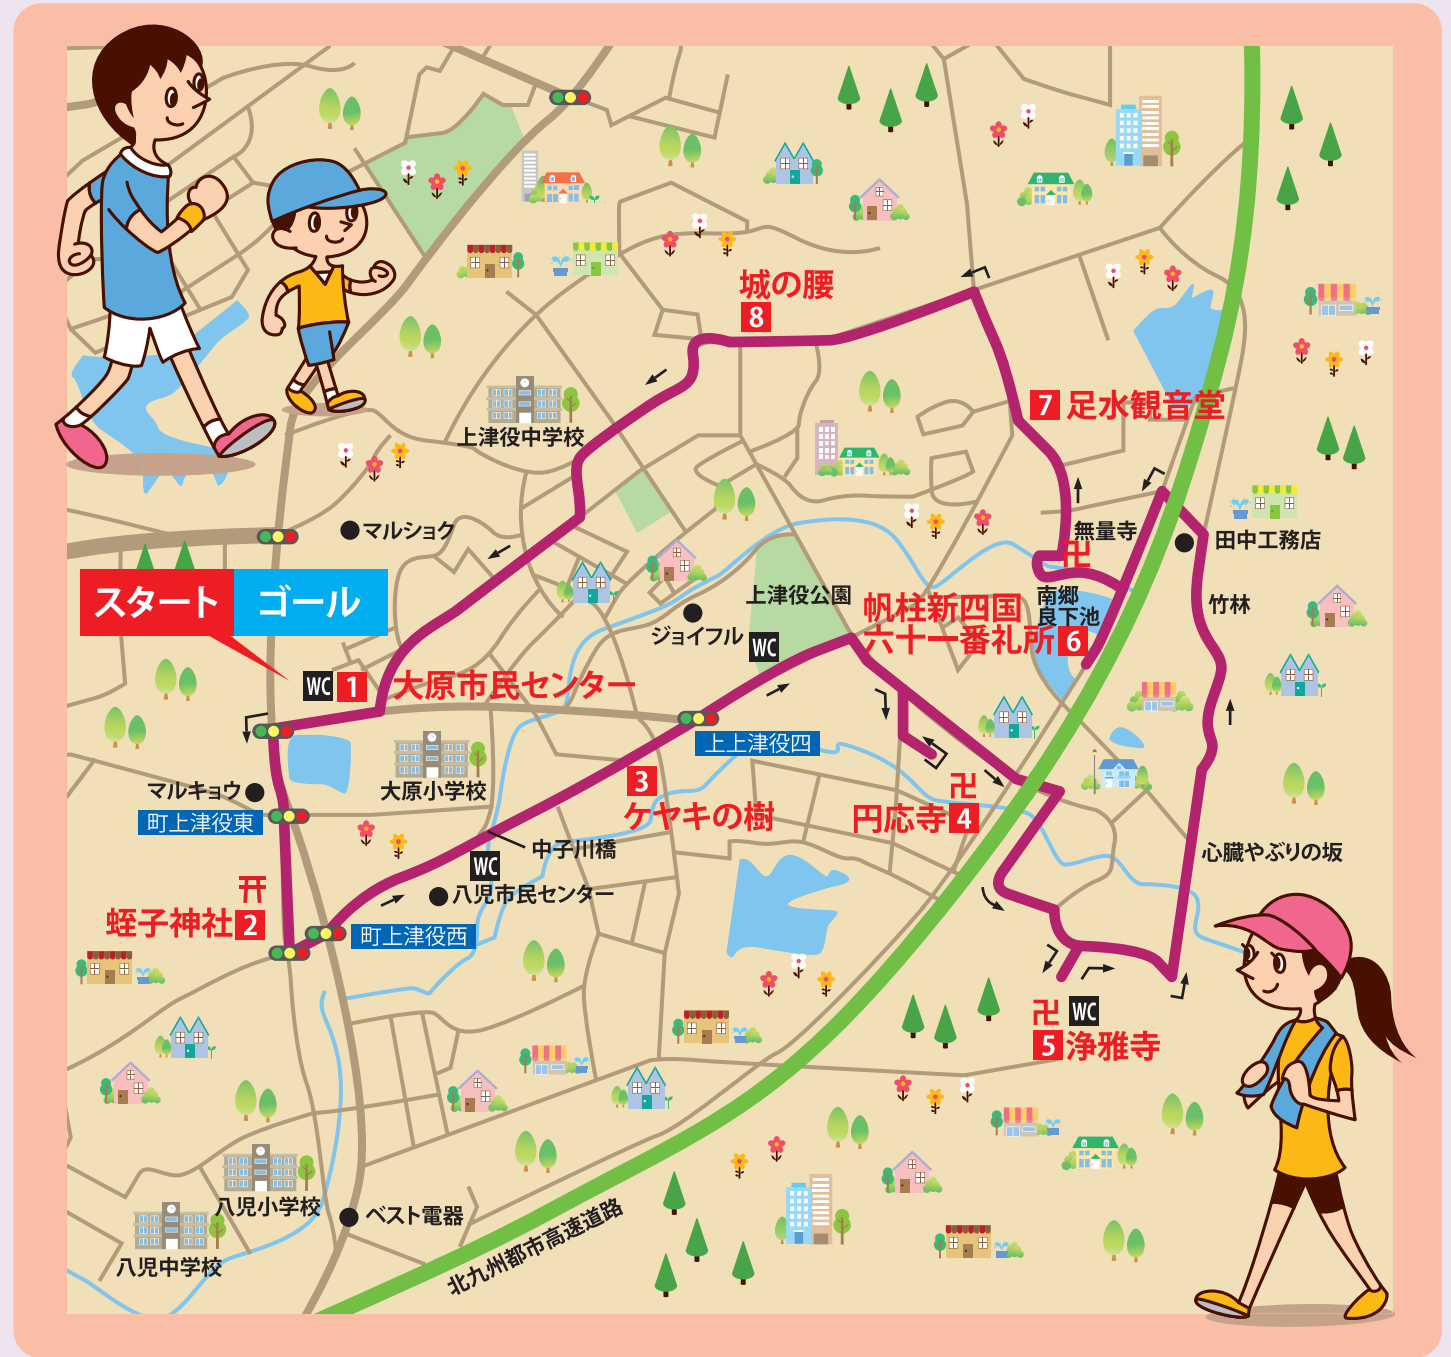 城の腰
8
7 足水観音堂
上津役中学校
マルショク
無量寺
田中工務店
スタート ゴール
上津役公園
帆柱新四国
六十一番札所 6
南郷
良下池
竹林
ジョイフル
WC
WC 1 大原市民センター
上上津役四
3
ケヤキの樹
大原小学校
マルキョウ
町上津役東
円応寺 4
中子川橋
WC
八児市民センター
心臓やぶりの坂
蛭子神社 2
町上津役西
WC
5 浄雅寺
八児小学校
ベスト電器
八児中学校
北九州都市高速道路